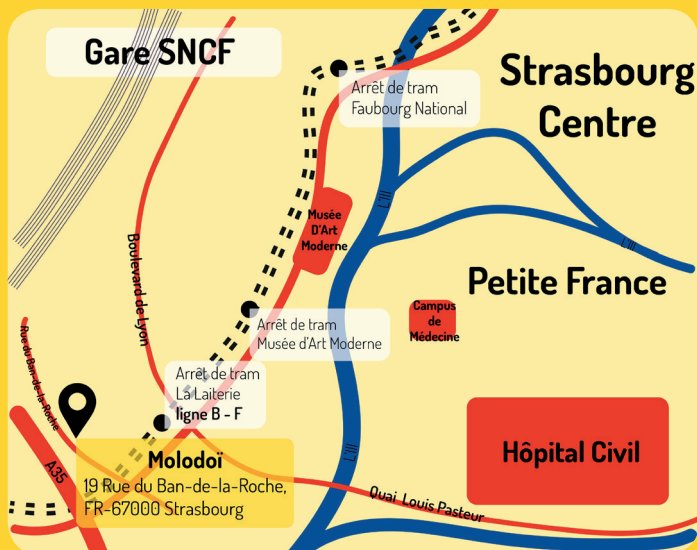 Gare SNCF
Strasbourg
Centre
Arrêt de tram
Faubourg National
L'Ill
Musée
D'Art
Moderne
L'Ill
Boulevard de Lyon
Petite France
Campus
de
Médecine
Arrêt de tram
Musée d'Art Moderne
Rue du Ban-de-la-Roche
Arrêt de tram
La Laiterie
ligne B - F
L'Ill
Hôpital Civil
A35
Molodoï
19 Rue du Ban-de-la-Roche,
FR-67000 Strasbourg
Quai Louis Pasteur